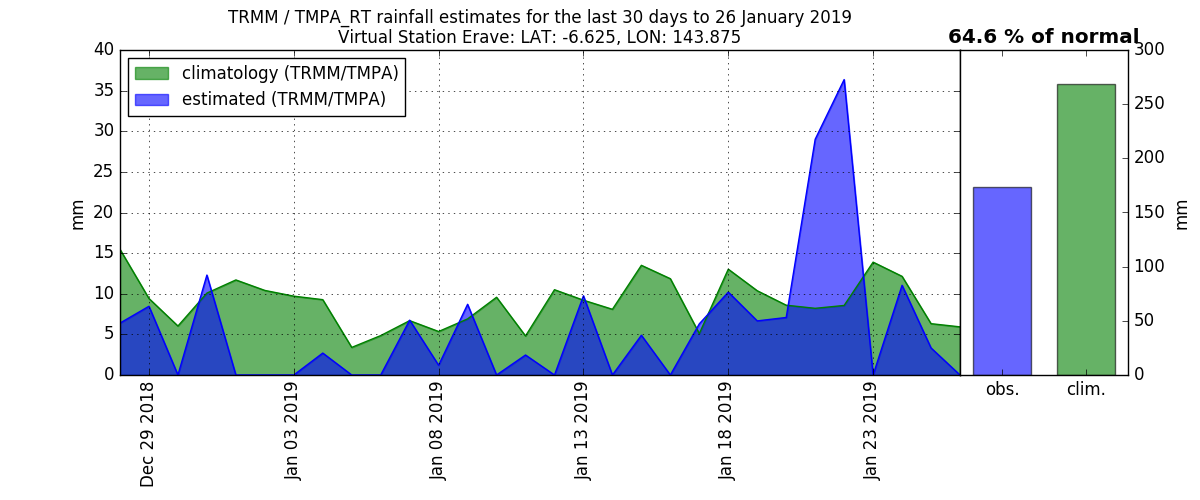 TRMM / TMPA_RT rainfall estimates for the last 30 days to 26 January 2019
Virtual Station Erave: LAT: -6.625, LON: 143.875
64.6 % of normal
climatology (TRMM/TMPA)
estimated (TRMM/TMPA)
40
35
30
25
20
15
10
5
0
mm
Dec 29 2018
Jan 03 2019
Jan 08 2019
Jan 13 2019
Jan 18 2019
Jan 23 2019
obs.
clim.
300
250
200
150
100
50
0
mm